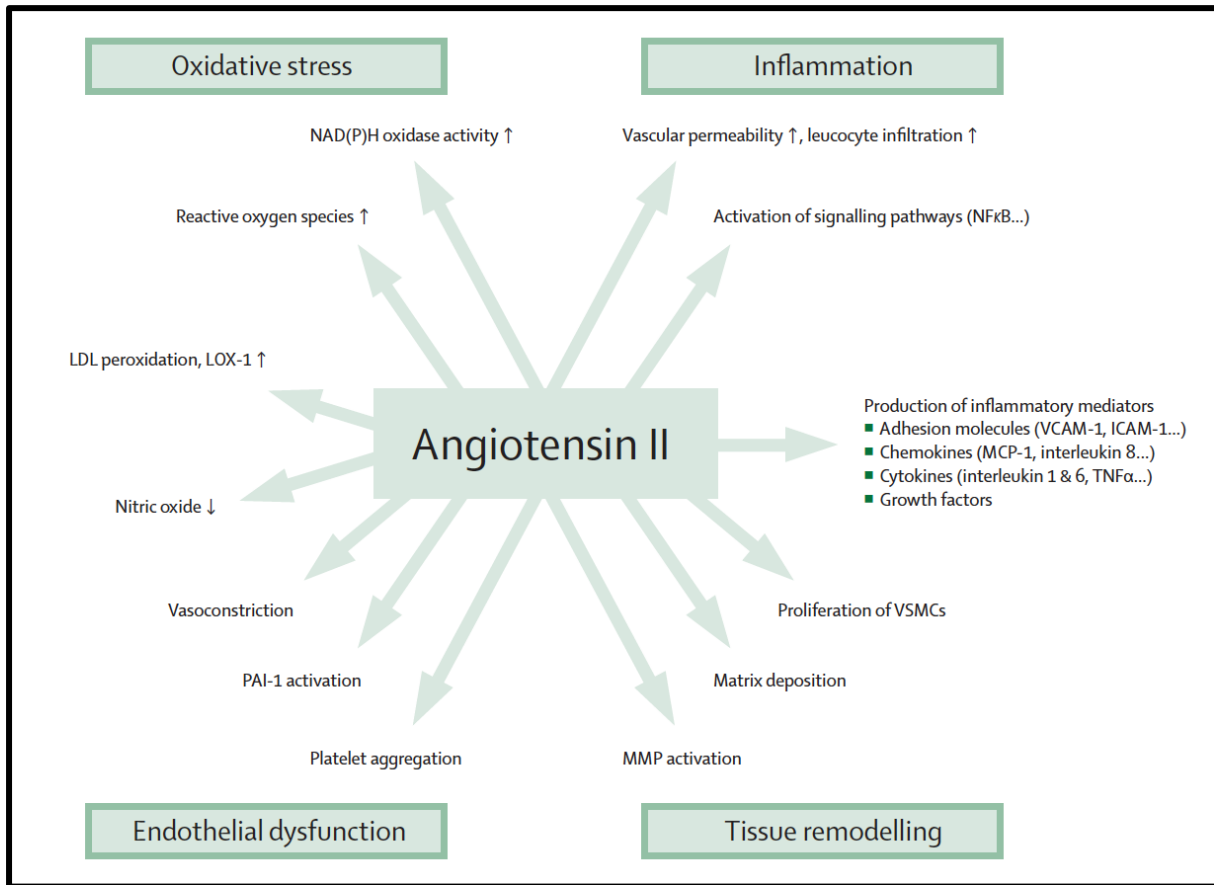 Oxidative stress
Inflammation
NAD(P)H oxidase activity ↑
Vascular permeability ↑, leucocyte infiltration ↑
Reactive oxygen species ↑
Activation of signalling pathways (NFκB...)
LDL peroxidation, LOX-1 ↑
Angiotensin II
Production of inflammatory mediators
■ Adhesion molecules (VCAM-1, ICAM-1...)
■ Chemokines (MCP-1, interleukin 8...)
■ Cytokines (interleukin 1 & 6, TNFα...)
■ Growth factors
Nitric oxide ↓
Vasoconstriction
Proliferation of VSMCs
PAI-1 activation
Matrix deposition
Platelet aggregation
MMP activation
Endothelial dysfunction
Tissue remodelling